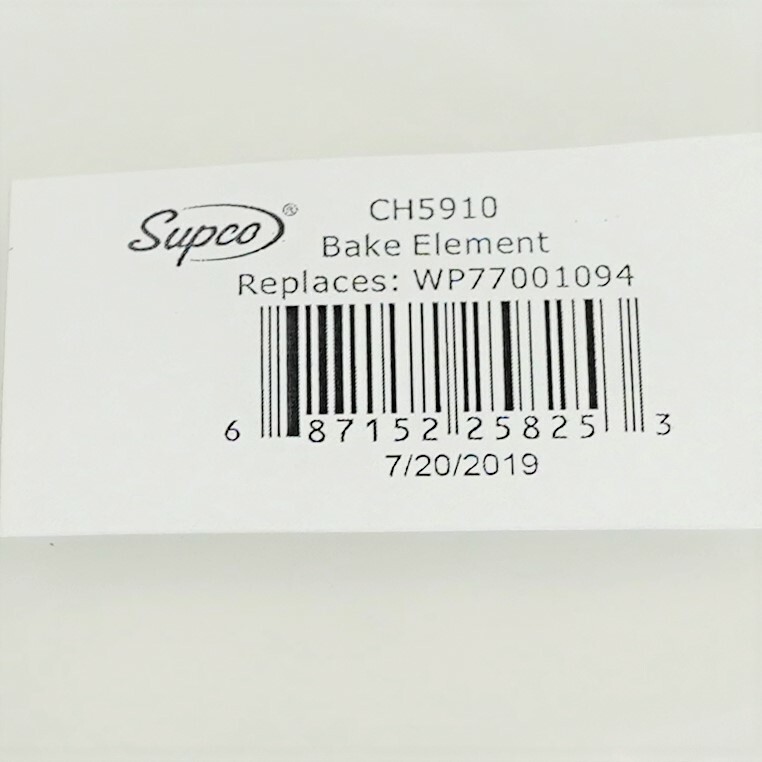 Supco®
CH5910
Bake Element
Replaces: WP77001094
6 87152 25825 3
7/20/2019